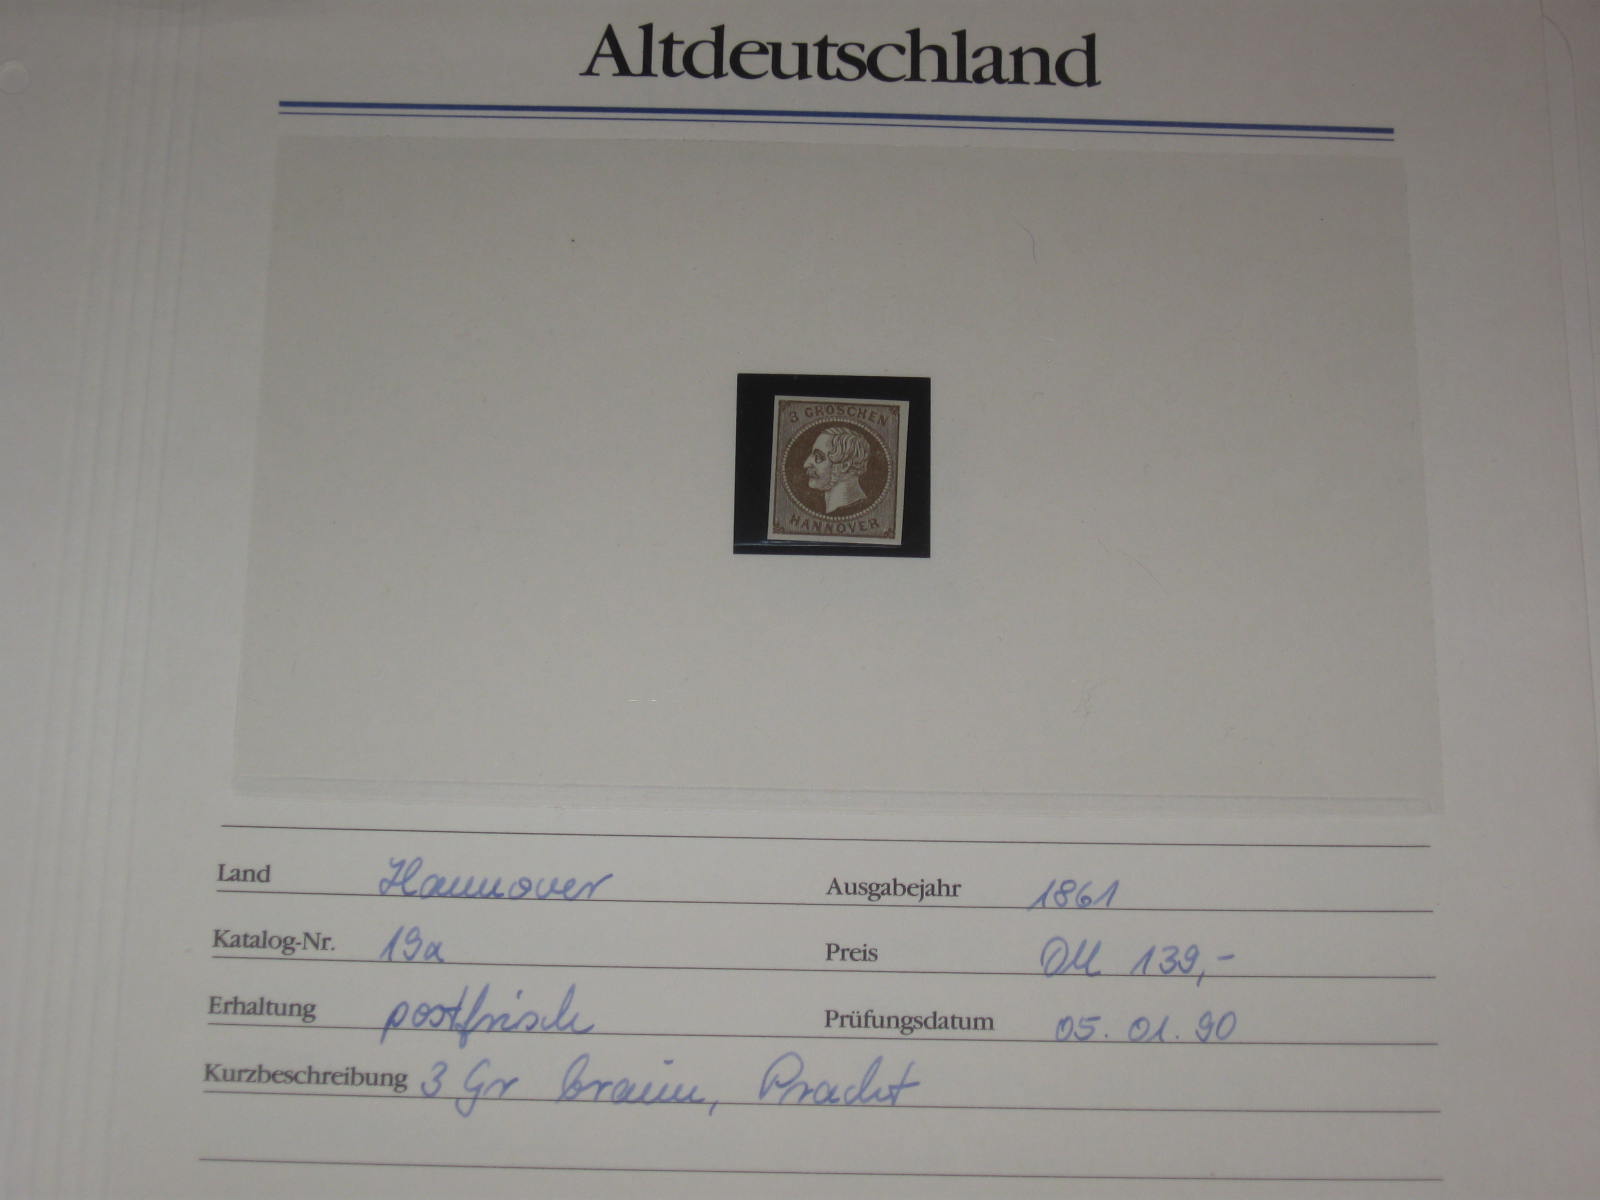 Altdeutschland
3 GROSCHEN
HANNOVER
Land Hannover Ausgabejahr 1861
Katalog-Nr. 19a Preis DM 139,-
Erhaltung postfrisch Prüfungsdatum 05.01.90
Kurzbeschreibung 3 Gr braun, Pracht